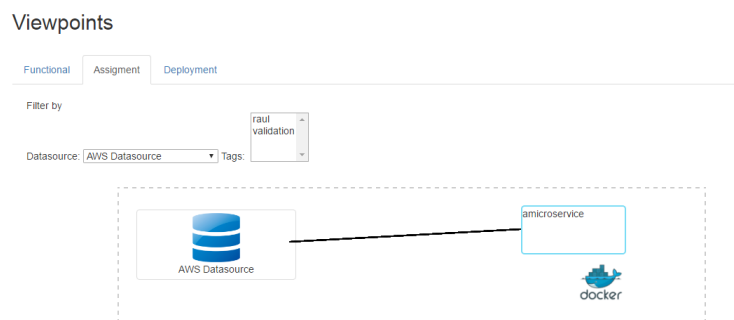 Viewpoints
Functional Assigment Deployment
Filter by
raul
validation
Datasource: AWS Datasource Tags:
amicroservice
AWS Datasource
docker